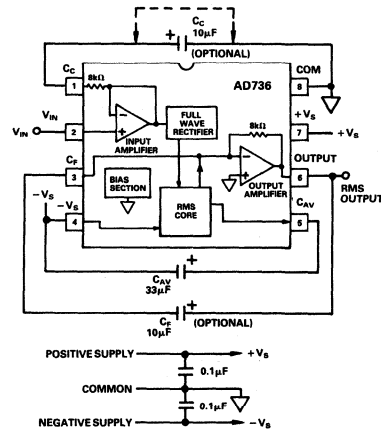 CC
10µF
+
(OPTIONAL)
CC
8kΩ
AD736
COM
1
8
VIN
VIN
2
−
+
INPUT
AMPLIFIER
FULL
WAVE
RECTIFIER
8kΩ
+VS
7
+VS
CF
3
−
+
OUTPUT
6
RMS
OUTPUT
−VS
−VS
BIAS
SECTION
OUTPUT
AMPLIFIER
4
RMS
CORE
CAV
5
+
CAV
33µF
+
CF
10µF
(OPTIONAL)
POSITIVE SUPPLY
+VS
0.1µF
COMMON
0.1µF
NEGATIVE SUPPLY
−VS